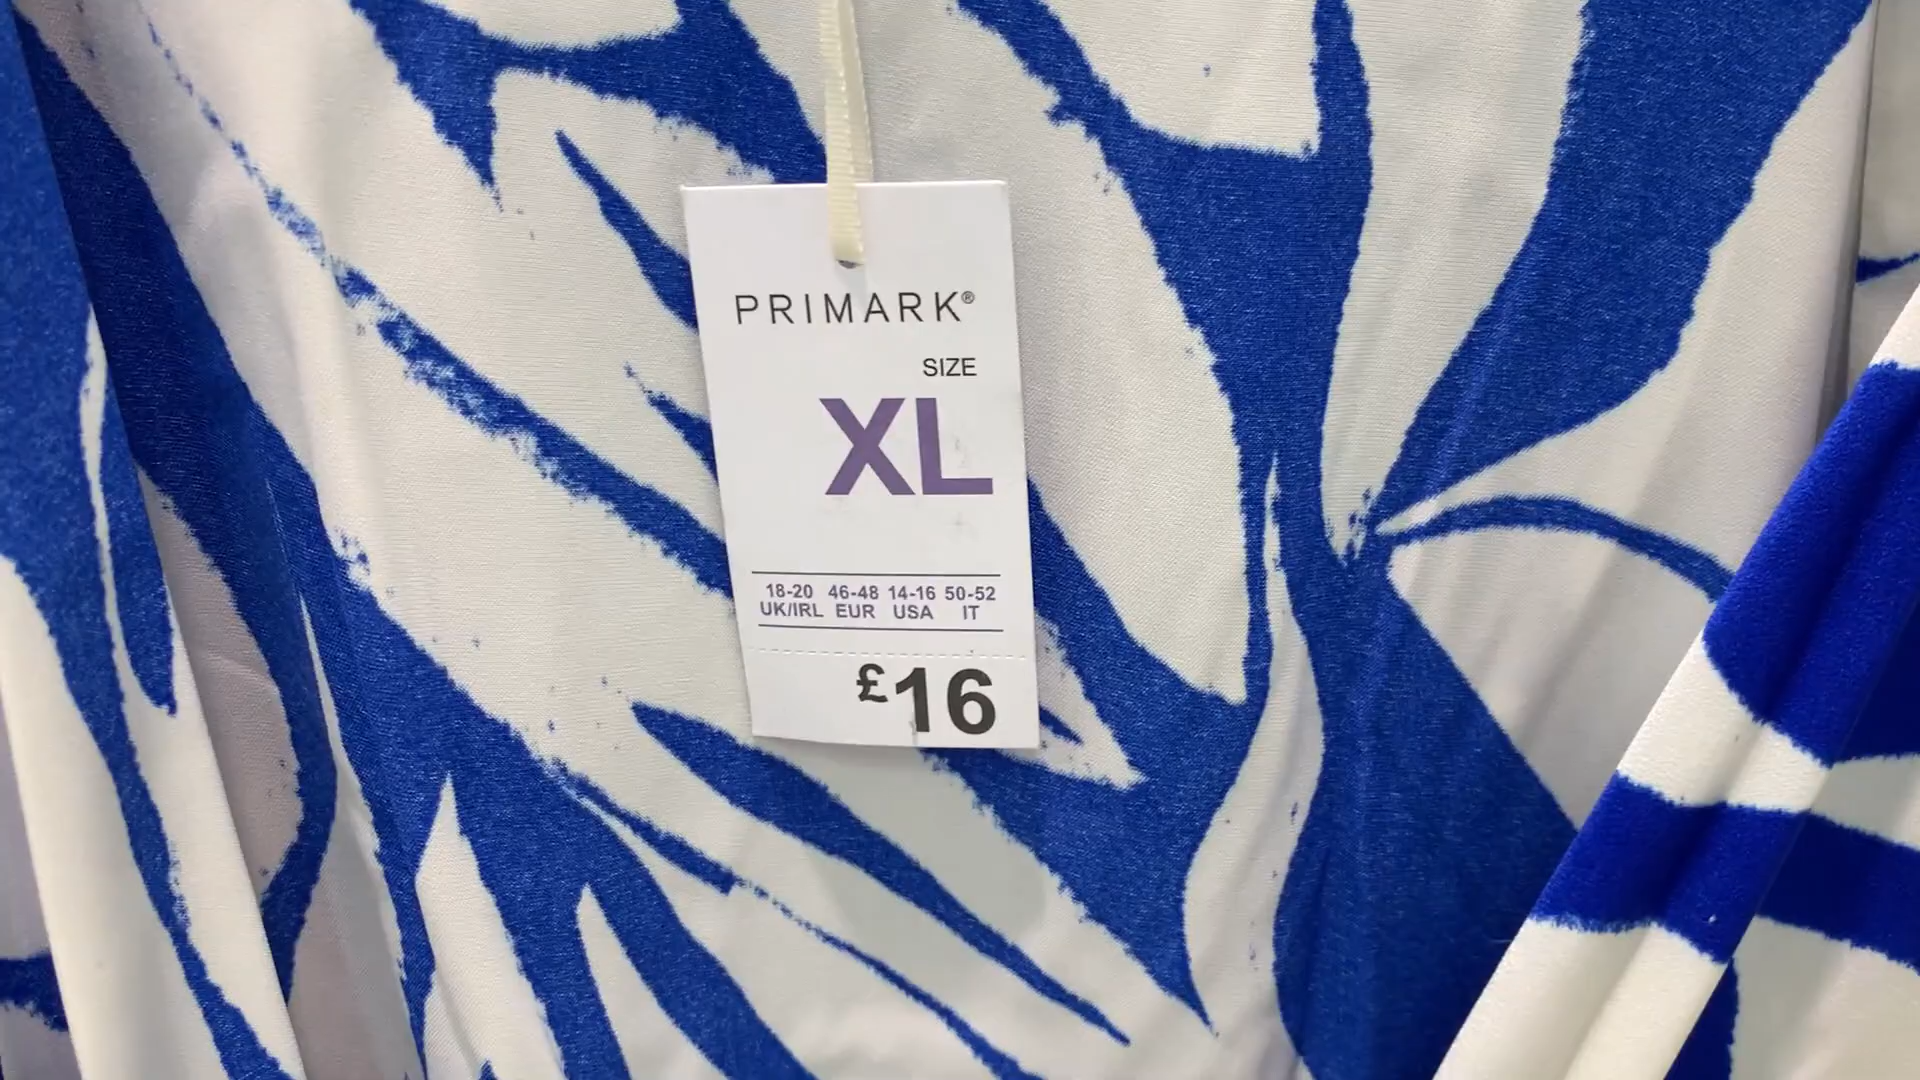 PRIMARK®
SIZE
XL
18-20 46-48 14-16 50-52
UK/IRL EUR USA IT
£16